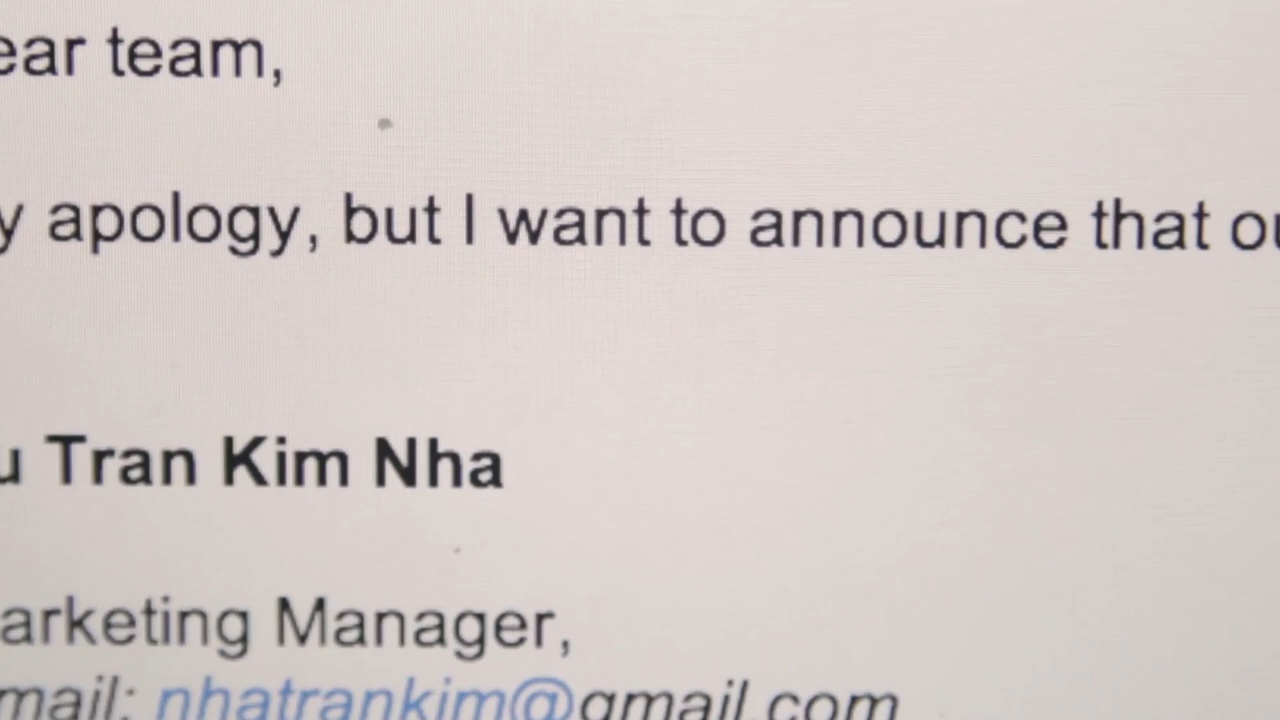 ear team,
y apology, but I want to announce that ou
u Tran Kim Nha
arketing Manager,
mail: nhatrankim@gmail.com